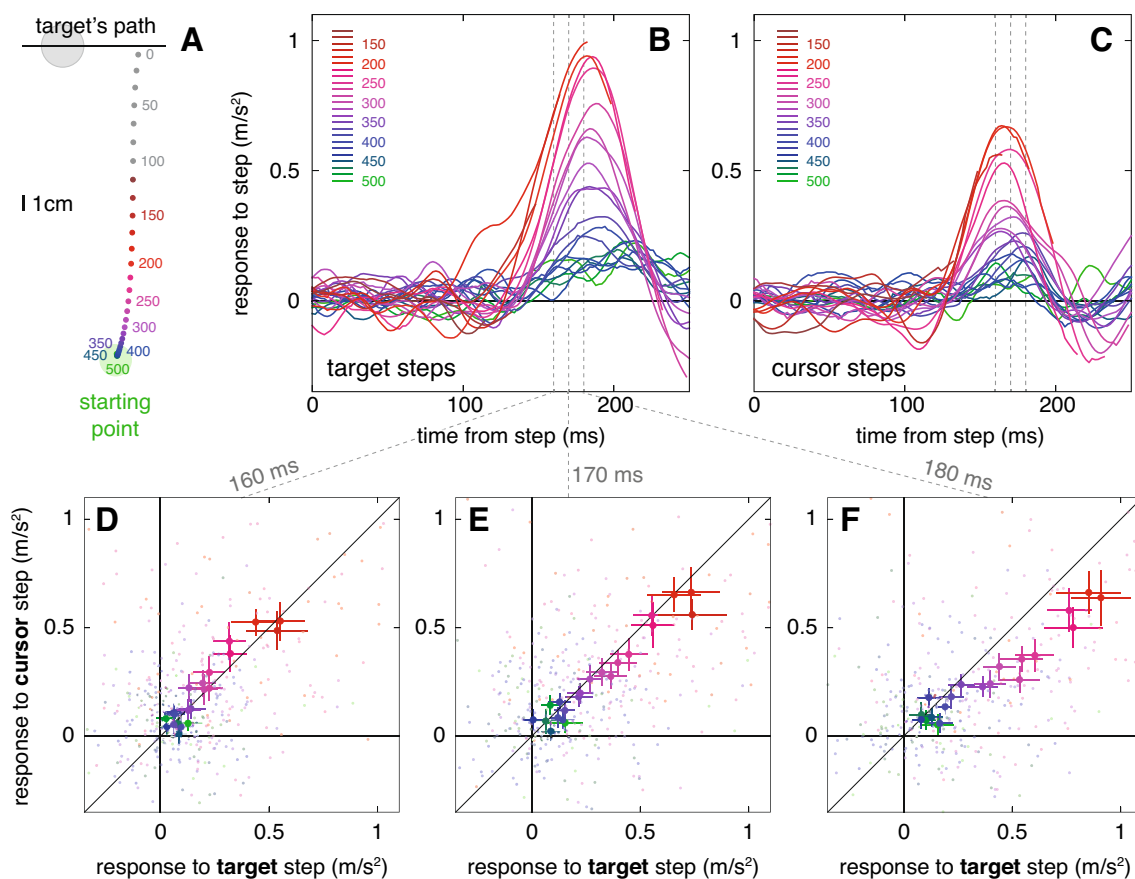 target's path
A
0
50
100
150
200
250
300
350
400
450
500
1cm
starting
point
B
1
0.5
0
response to step (m/s²)
150
200
250
300
350
400
450
500
target steps
0
100
200
time from step (ms)
C
1
0.5
0
150
200
250
300
350
400
450
500
cursor steps
0
100
200
time from step (ms)
160 ms
170 ms
180 ms
D
1
0.5
0
response to cursor step (m/s²)
0
0.5
1
response to target step (m/s²)
E
1
0.5
0
0
0.5
1
response to target step (m/s²)
F
1
0.5
0
0
0.5
1
response to target step (m/s²)